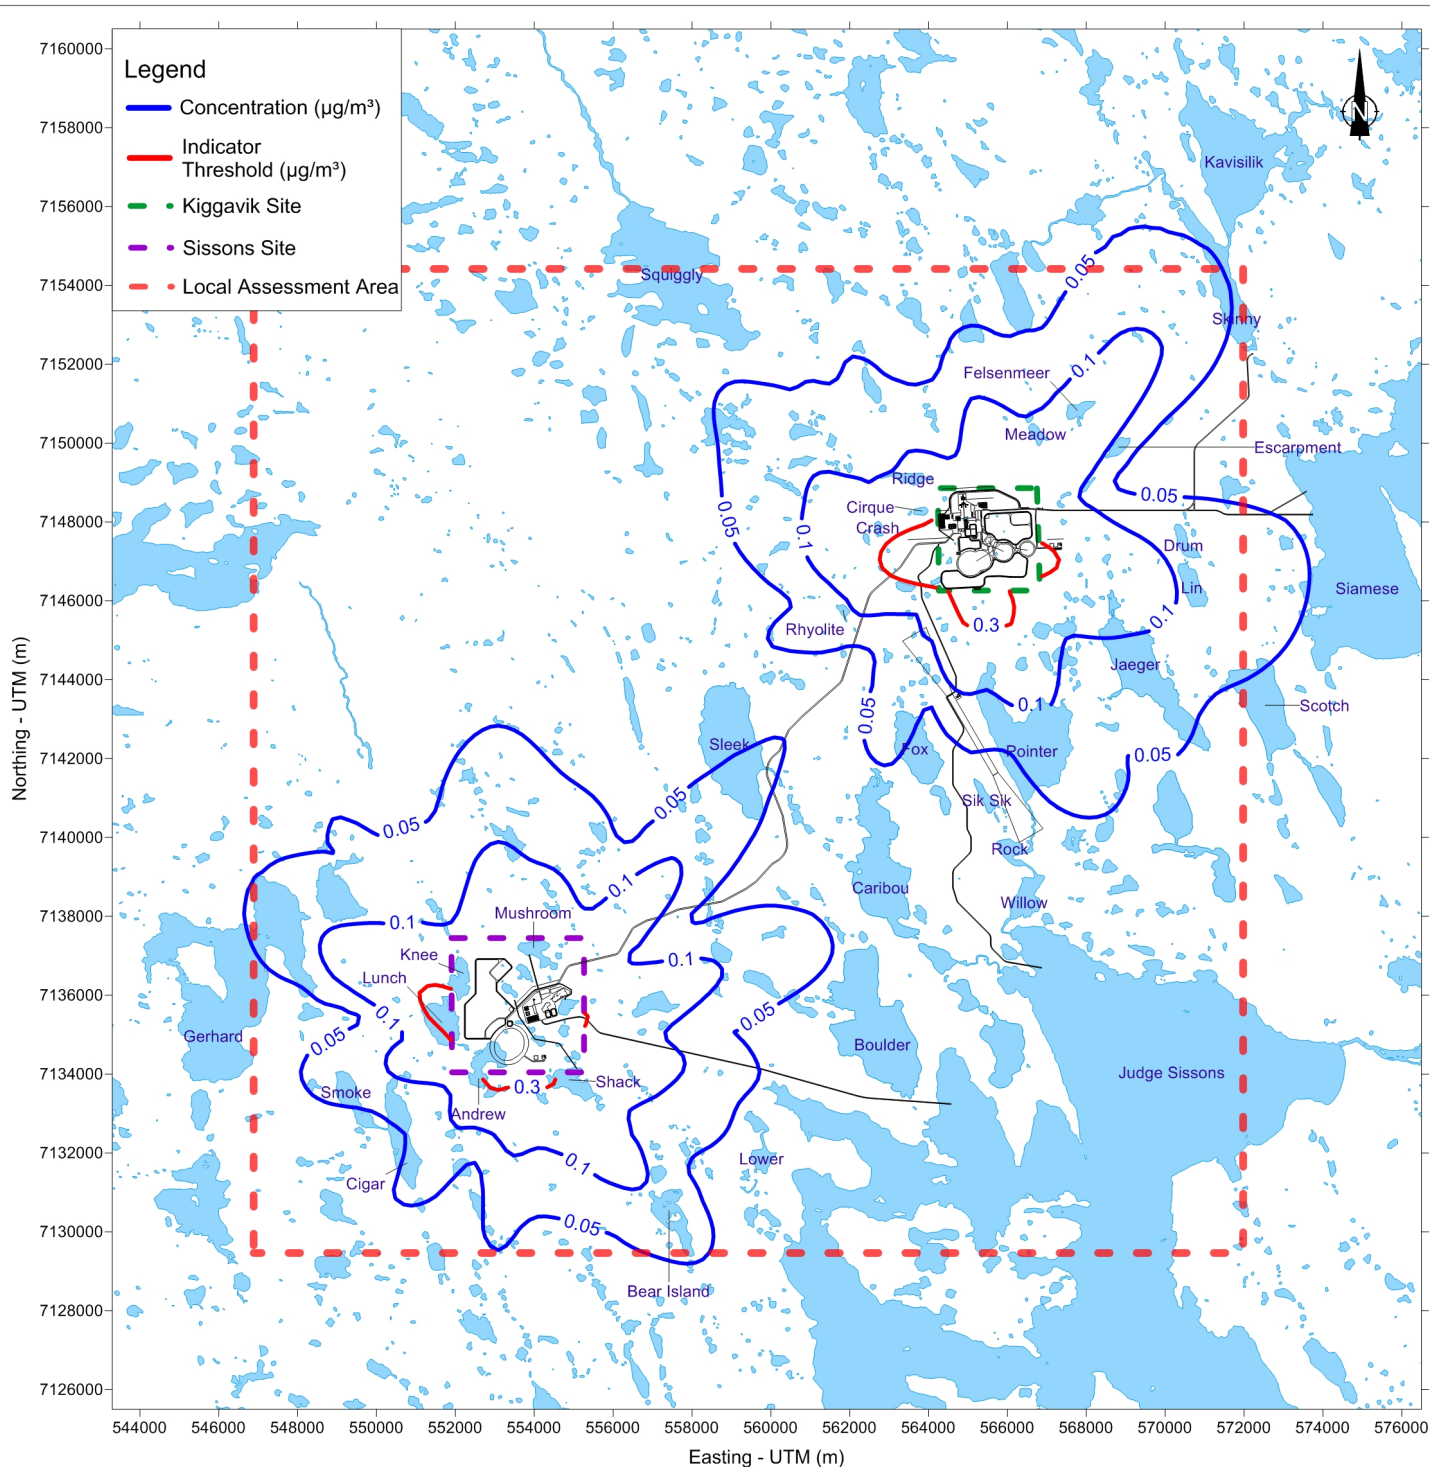 7160000
7158000
7156000
7154000
7152000
7150000
7148000
7146000
7144000
7142000
7140000
7138000
7136000
7134000
7132000
7130000
7128000
7126000
Northing - UTM (m)
Legend
Concentration (µg/m³)
Indicator
Threshold (µg/m³)
Kiggavik Site
Sissons Site
Local Assessment Area
N
Kavisilik
Squiggly
0.05
Skinny
Felsenmeer
0.1
Meadow
Escarpment
Ridge
0.05
Cirque
Crash
0.05
0.1
Drum
Lin
Siamese
0.1
0.3
Rhyolite
Jaeger
0.05
0.1
Scotch
Sleek
Fox
Pointer
0.05
Sik Sik
0.05
0.05
Rock
Caribou
0.1
Willow
Mushroom
0.1
Knee
0.1
Lunch
0.1
0.05
Gerhard
0.05
Boulder
Judge Sissons
Smoke
0.3
Shack
Andrew
0.1
Lower
Cigar
0.05
Bear Island
544000 546000 548000 550000 552000 554000 556000 558000 560000 562000 564000 566000 568000 570000 572000 574000 576000
Easting - UTM (m)